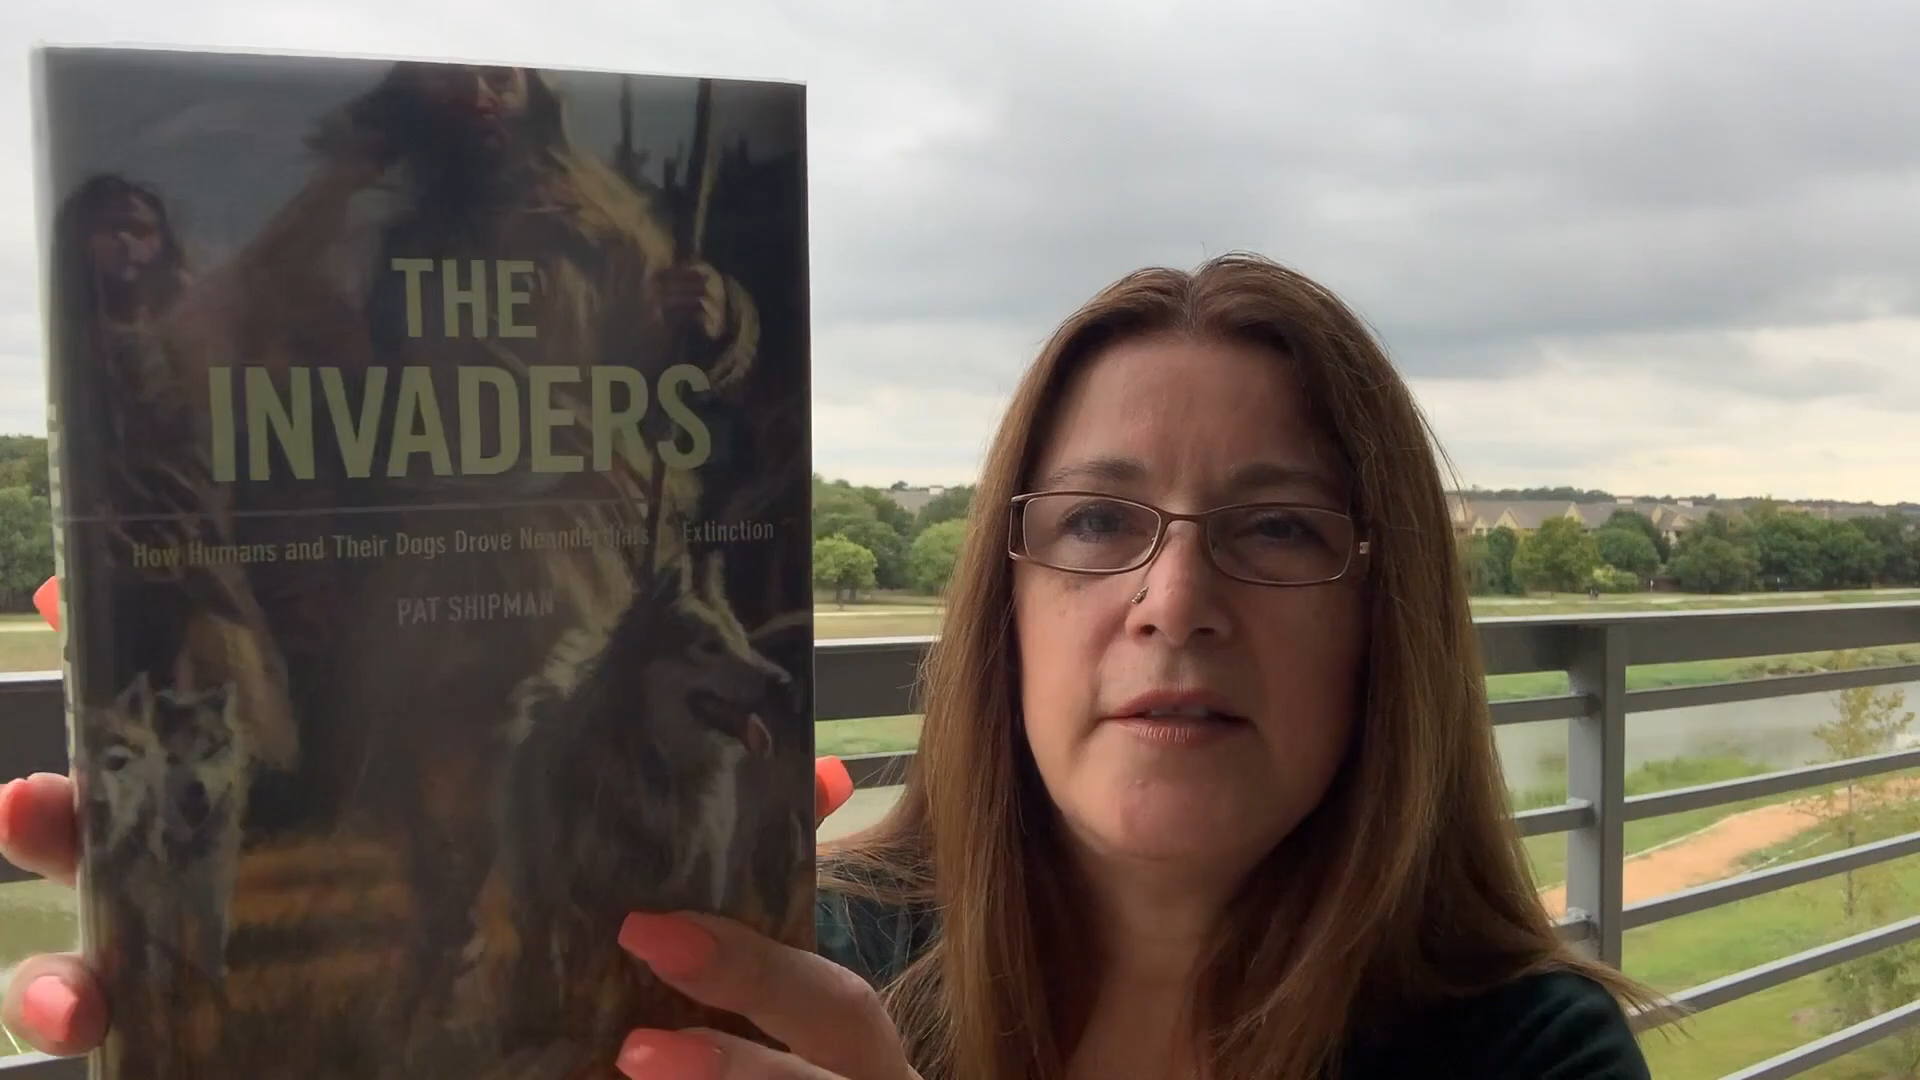 THE
INVADERS
How Humans and Their Dogs Drove Neanderthals Extinction
PAT SHIPMAN